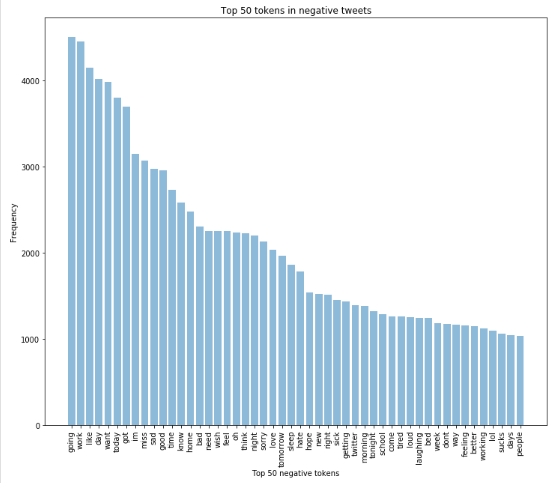 Top 50 tokens in negative tweets
Frequency
4000
3000
2000
1000
0
going
work
like
day
want
today
got
im
miss
sad
good
time
know
home
bad
need
wish
feel
oh
think
night
sorry
love
tomorrow
sleep
hate
hope
new
right
sick
getting
twitter
morning
tonight
school
come
tired
loud
laughing
bed
week
dont
way
feeling
better
working
lol
sucks
days
people
Top 50 negative tokens